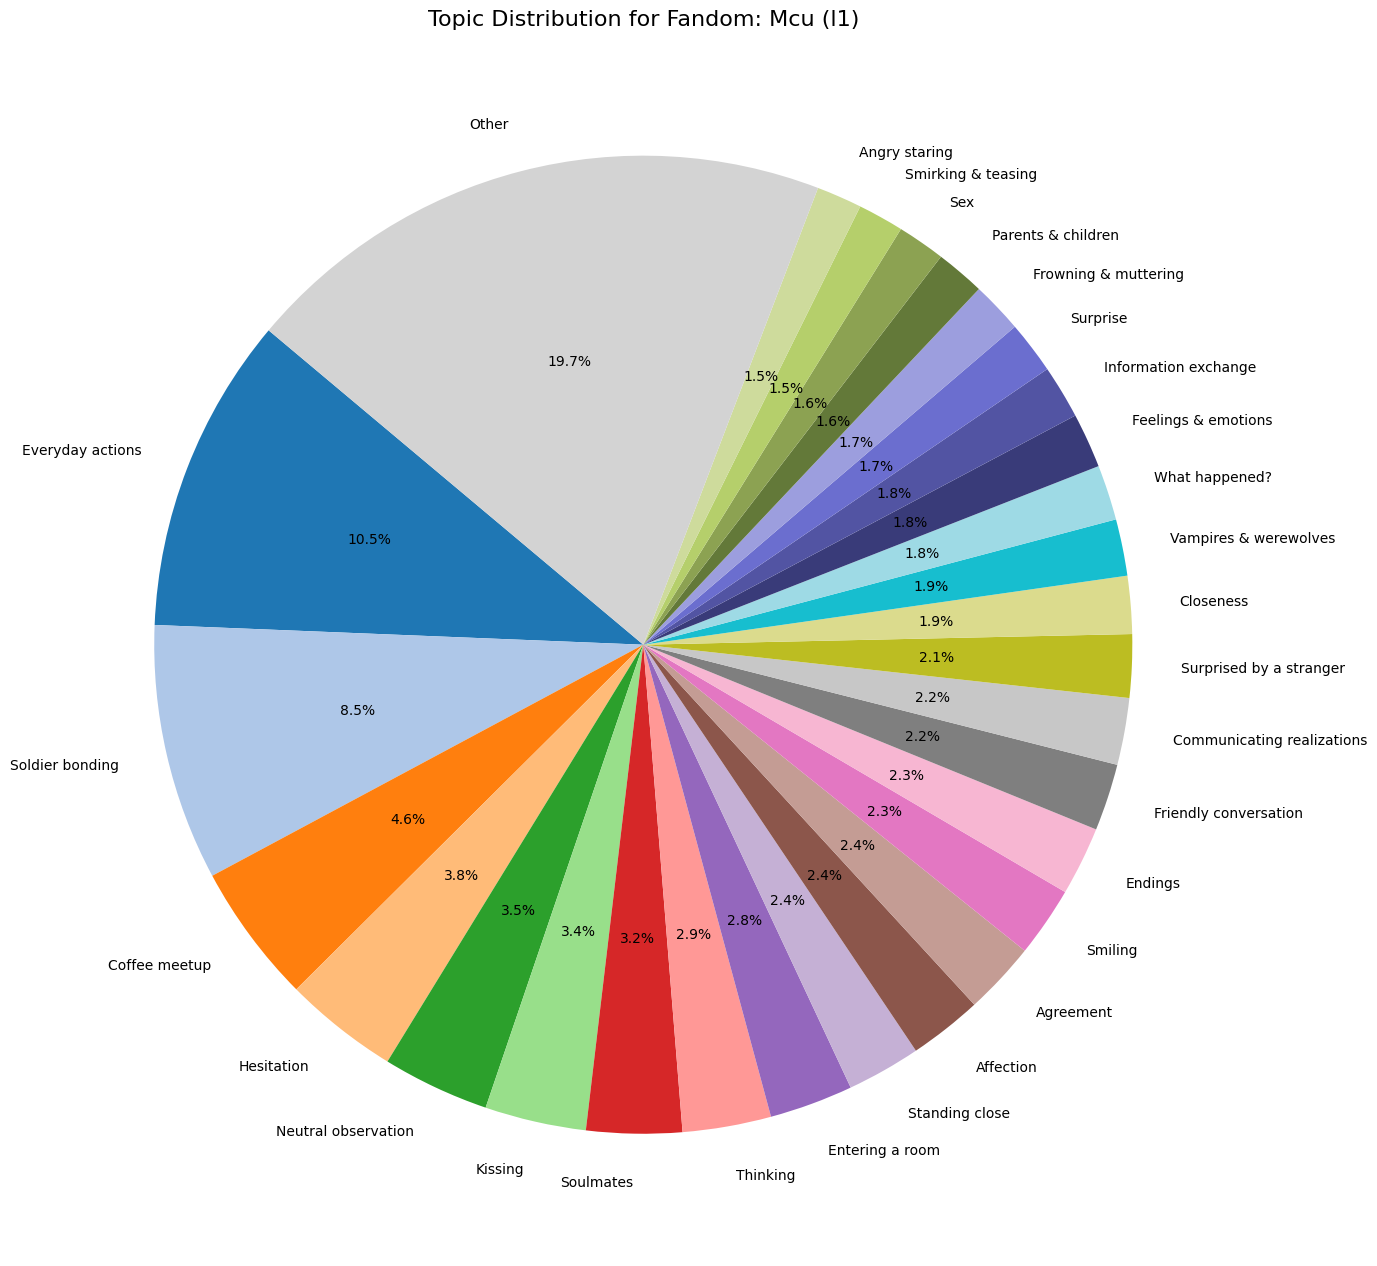 Topic Distribution for Fandom: Mcu (l1)
Other
19.7%
Everyday actions
10.5%
Soldier bonding
8.5%
Coffee meetup
4.6%
Hesitation
3.8%
Neutral observation
3.5%
Kissing
3.4%
Soulmates
3.2%
Thinking
2.9%
Entering a room
2.8%
Standing close
2.4%
Affection
2.4%
Agreement
2.4%
Smiling
2.3%
Endings
2.3%
Friendly conversation
2.2%
Communicating realizations
2.2%
Surprised by a stranger
2.1%
Closeness
1.9%
Vampires & werewolves
1.9%
What happened?
1.8%
Feelings & emotions
1.8%
Information exchange
1.8%
Surprise
1.7%
Frowning & muttering
1.7%
Parents & children
1.6%
Sex
1.6%
Smirking & teasing
1.5%
Angry staring
1.5%